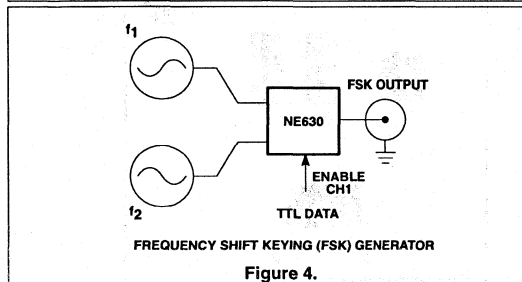 f1
FSK OUTPUT
NE630
f2
ENABLE
CH1
TTL DATA
FREQUENCY SHIFT KEYING (FSK) GENERATOR
Figure 4.